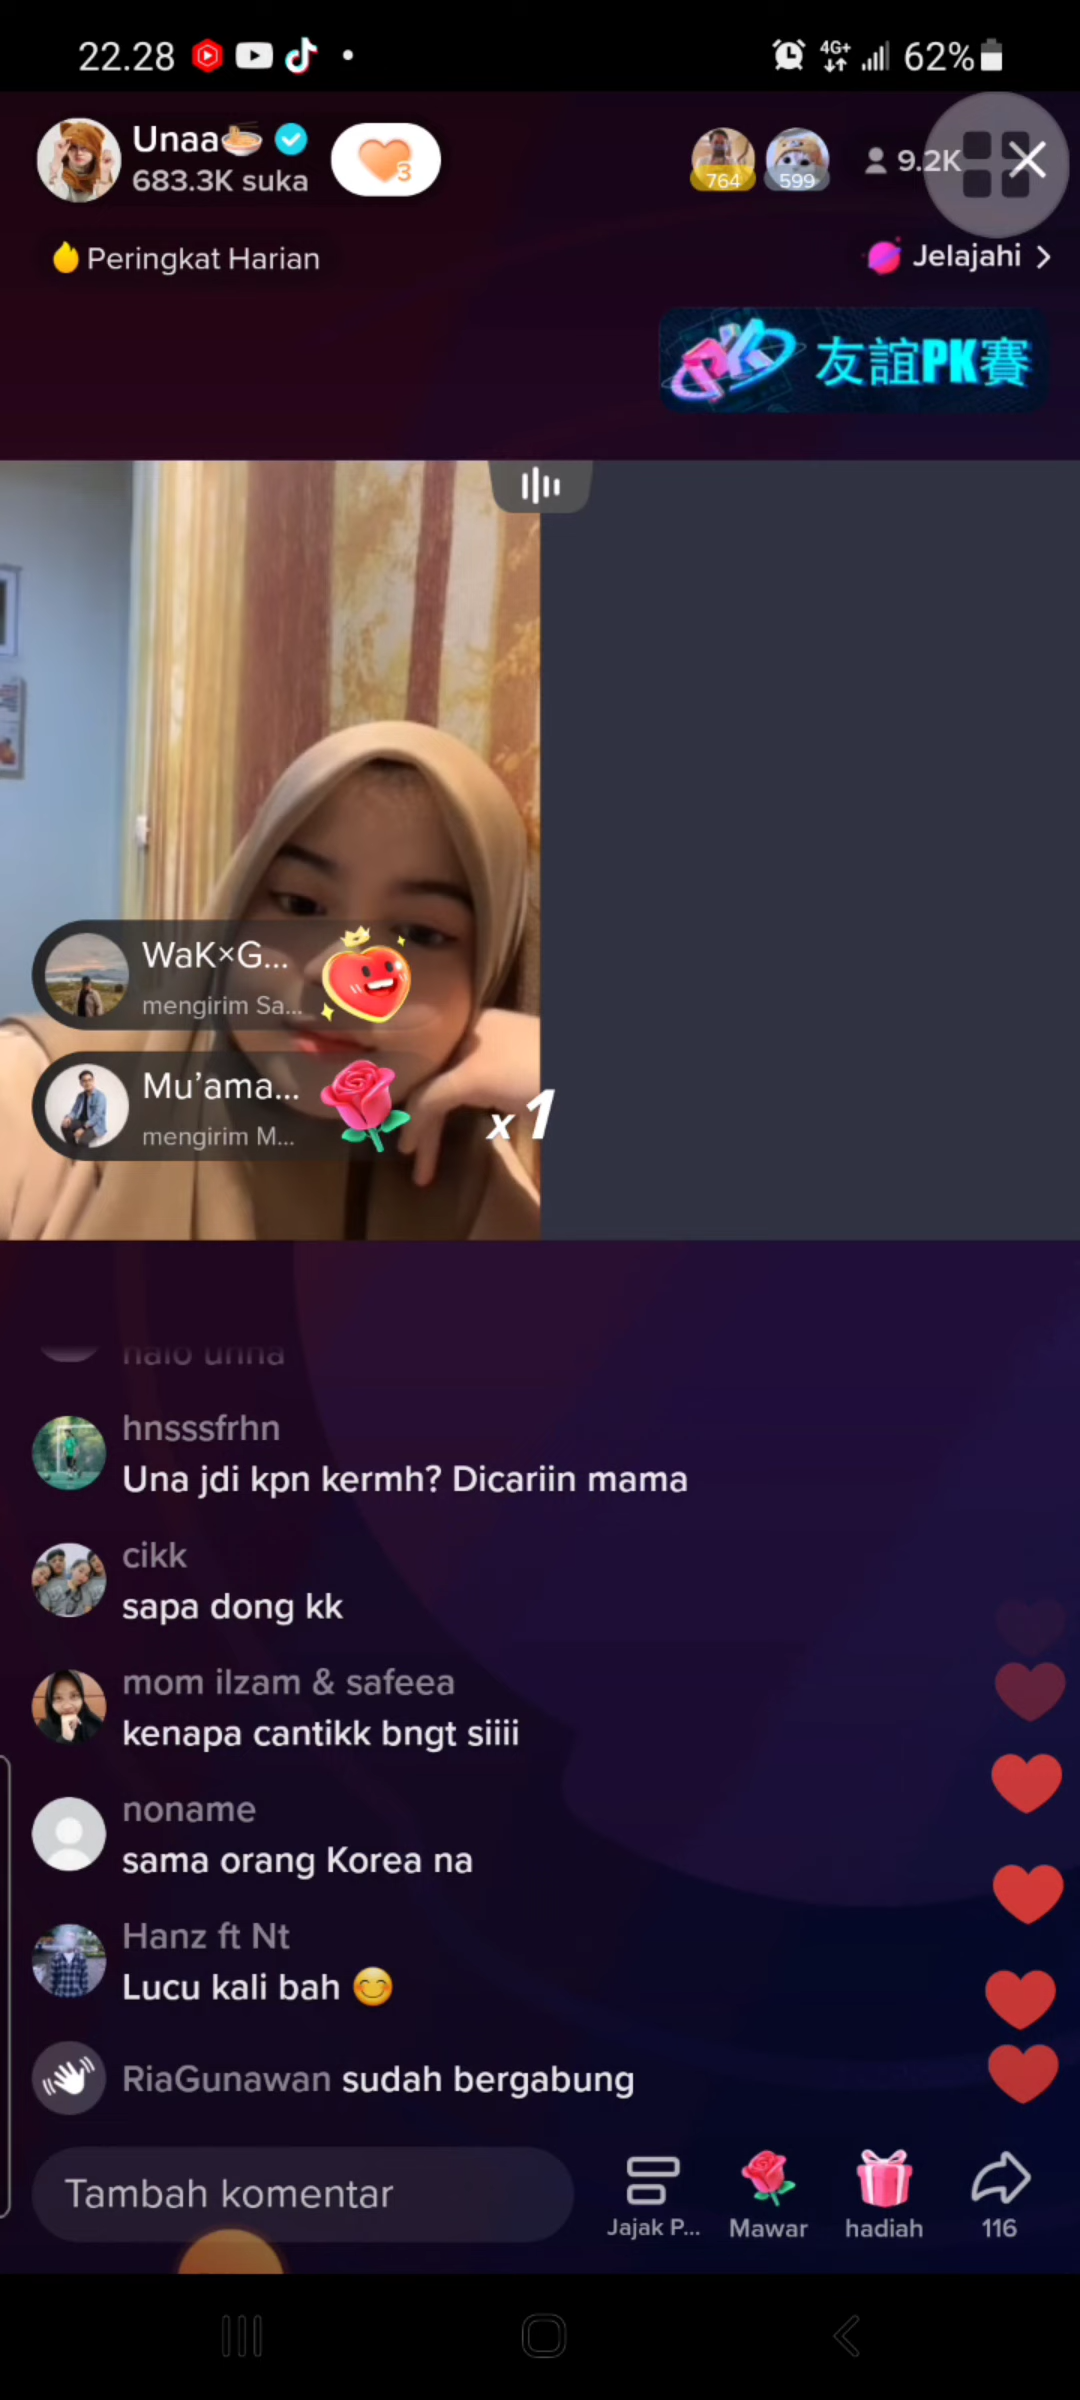 22.28
4G+
62%
Unaa
683.3K suka
3
764
599
9.2K
Peringkat Harian
Jelajahi
PK 友誼PK賽
WaK×G...
mengirim Sa...
Mu'ama...
mengirim M...
x1
halo unna
hnsssfrhn
Una jdi kpn kermh? Dicariin mama
cikk
sapa dong kk
mom ilzam & safeea
kenapa cantikk bngt siiii
noname
sama orang Korea na
Hanz ft Nt
Lucu kali bah 😊
RiaGunawan sudah bergabung
Tambah komentar
Jajak P...
Mawar
hadiah
116